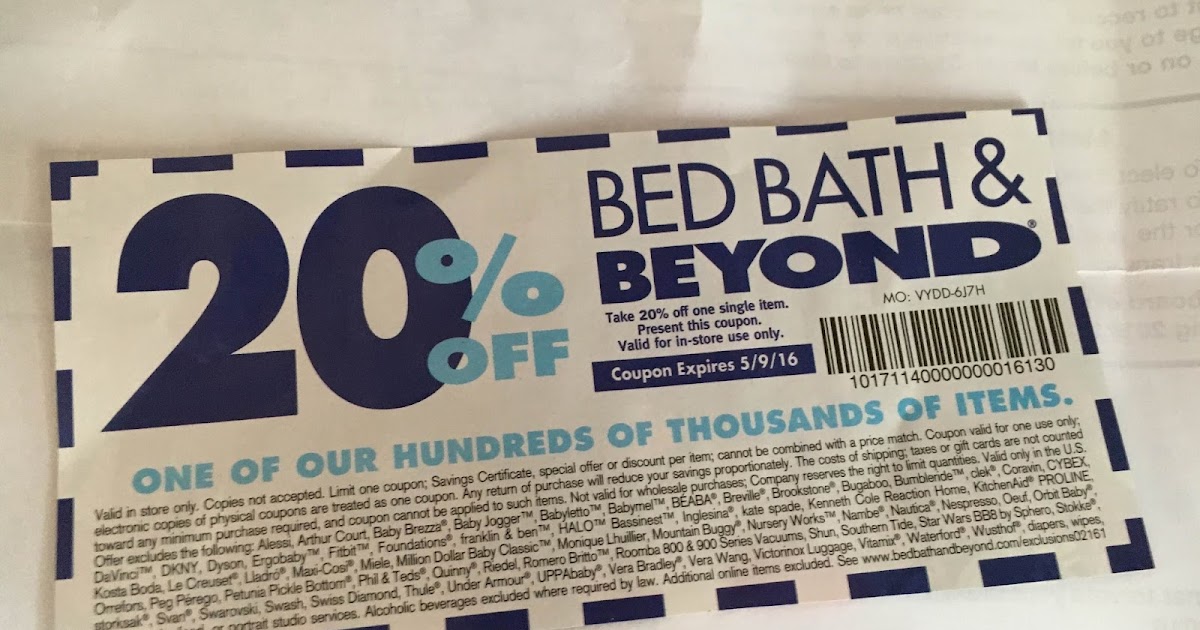 20% OFF
BED BATH &
BEYOND®
Take 20% off one single item.
Present this coupon.
Valid for in-store use only.
Coupon Expires 5/9/16
MO: VYDD-6J7H
10171140000000016130
ONE OF OUR HUNDREDS OF THOUSANDS OF ITEMS.
Valid in store only. Copies not accepted. Limit one coupon; Savings Certificate, special offer or discount per item; cannot be combined with a price match. Coupon valid for one use only;
electronic copies of physical coupons are treated as one coupon. Any return of purchase will reduce your savings proportionately. The costs of shipping; taxes or gift cards are not counted
toward any minimum purchase required, and coupon cannot be applied to such items. Not valid for wholesale purchases; Company reserves the right to limit quantities. Valid only in the U.S.
Offer excludes the following: Alessi, Arthur Court, Baby Brezza®, Baby Jogger™, Babyletto™, Babymel™, BÉABA®, Breville®, Brookstone®, Bugaboo, Bumblende™, clek®, Coravin, CYBEX,
DaVinci™, DKNY, Dyson, Ergobaby™, Fitbit™, Foundations®, franklin & ben™, HALO™ Bassinest™, Inglesina®, kate spade, Kenneth Cole Reaction Home, KitchenAid® PROLINE,
Kosta Boda, Le Creuset®, Lladró®, Maxi-Cosi®, Miele, Million Dollar Baby Classic™, Monique Lhuillier, Mountain Buggy®, Nursery Works™, Nambe®, Nautica®, Nespresso, Oeuf, Orbit Baby®,
Orrefors, Peg Pérego, Petunia Pickle Bottom®, Phil & Teds®, Quinny®, Riedel, Romero Britto™, Roomba 800 & 900 Series Vacuums, Shun, Southern Tide, Star Wars BB8 by Sphero, Stokke®,
storksak®, Svan®, Swarovski, Swash, Swiss Diamond, Thule®, Under Armour®, UPPAbaby®, Vera Bradley®, Vera Wang, Victorinox Luggage, Vitamix®, Waterford®, Wusthof®, diapers, wipes,
or portrait studio services. Alcoholic beverages excluded where required by law. Additional online items excluded. See www.bedbathandbeyond.com/exclusions02161